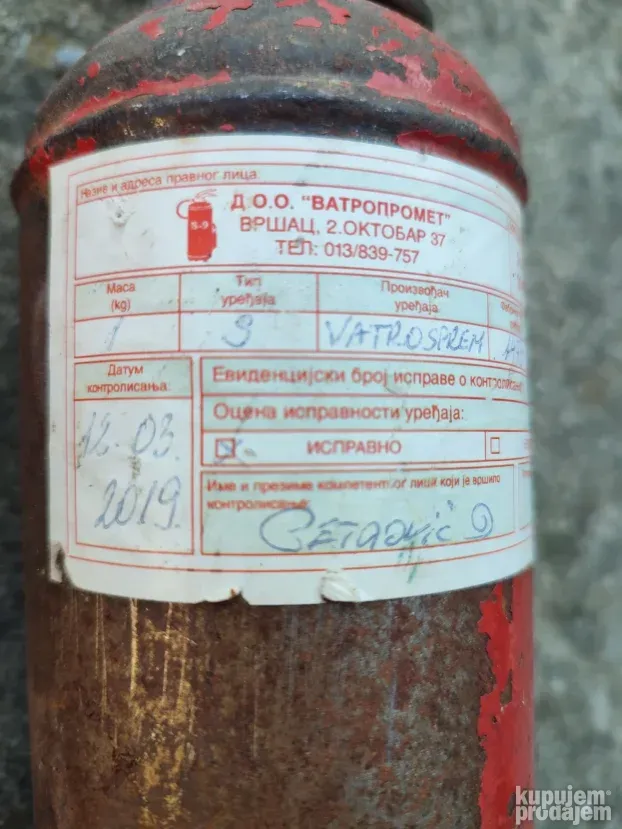 Назив и адреса правног лица:
Д.О.О. "ВАТРОПРОМЕТ"
ВРШАЦ, 2.ОКТОБАР 37
ТЕЛ: 013/839-757
S-9
Маса
(kg)
Тип
уређаја
Произвођач
уређаја
1
9
VATROSPREM
Датум
контролисања
12.03.
2019.
Евиденцијски број исправе о контролисању
Оцена исправности уређаја:
ИСПРАВНО
Име и презиме компетентног лица који је вршило
контролисање:
kupujem
prodajem